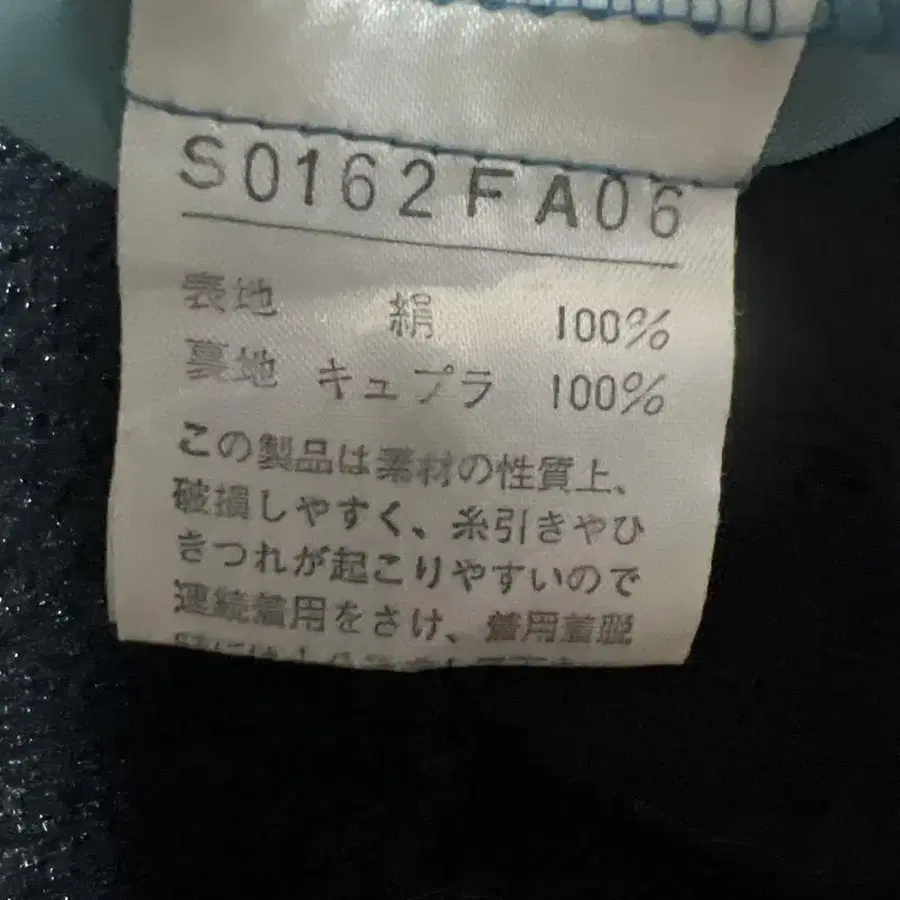 S0162FA06
表地 絹 100%
裏地 キュプラ 100%
この製品は素材の性質上、
破損しやすく、糸引きやひ
きつれが起こりやすいので
連続着用をさけ、着用着脱